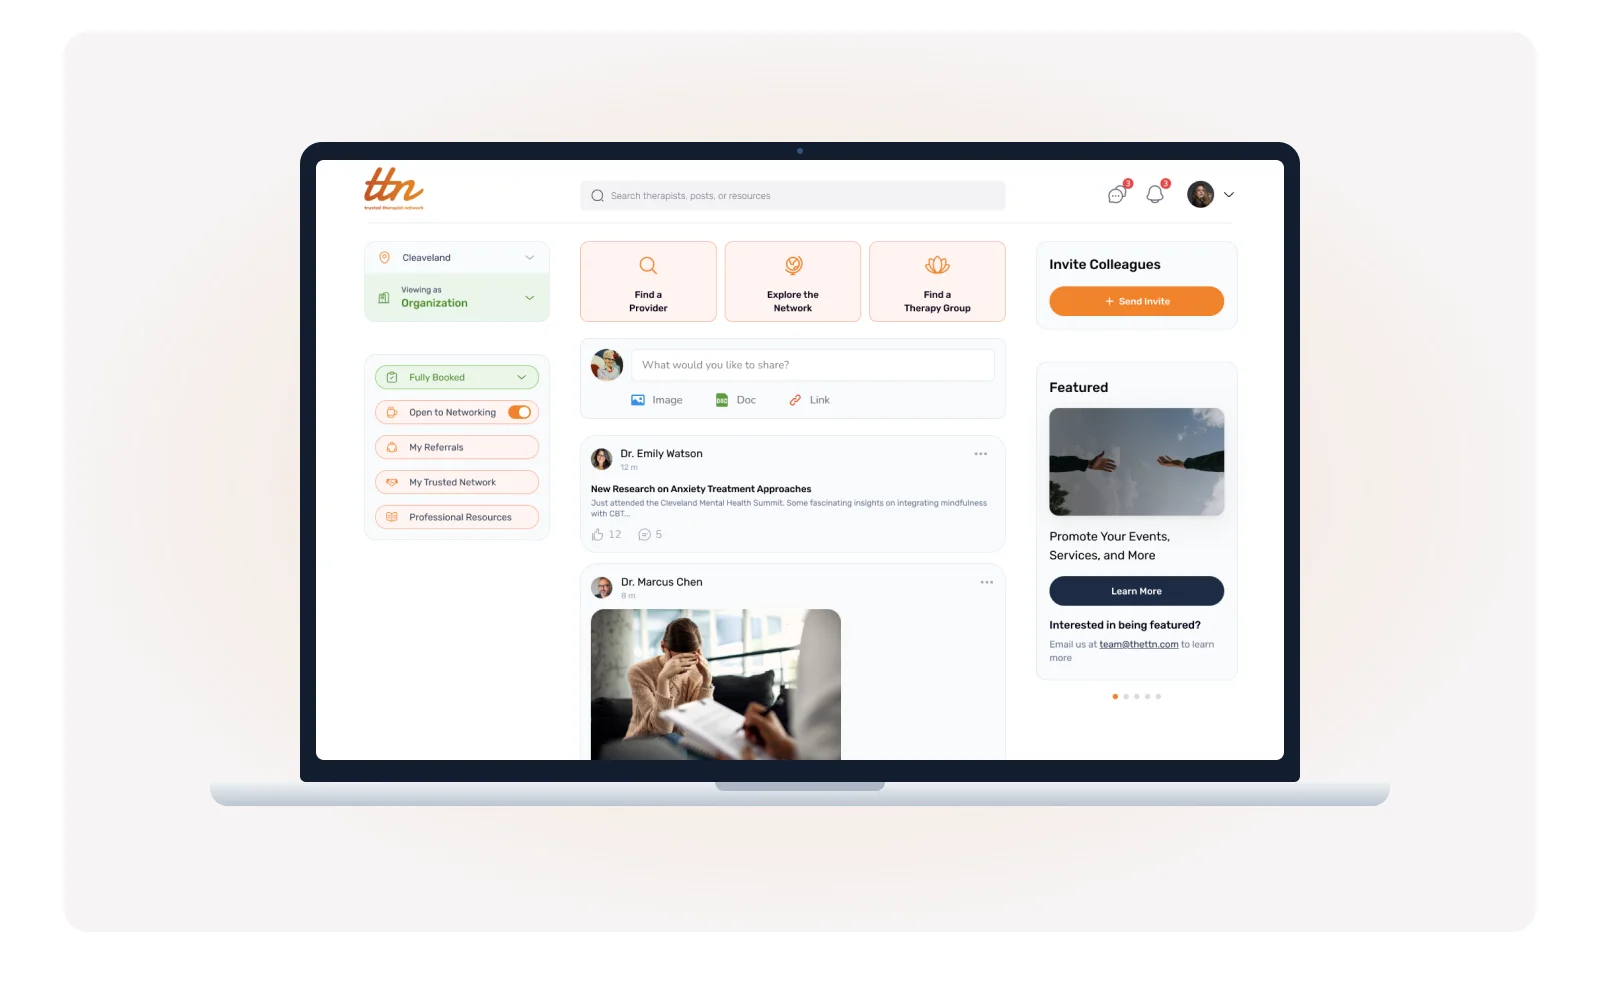 ttn
trusted therapist network
Search therapists, posts, or resources
3
3
Cleaveland
Viewing as
Organization
Fully Booked
Open to Networking
My Referrals
My Trusted Network
Professional Resources
Find a
Provider
Explore the
Network
Find a
Therapy Group
What would you like to share?
Image
DOC
Doc
Link
Dr. Emily Watson
12 m
New Research on Anxiety Treatment Approaches
Just attended the Cleveland Mental Health Summit. Some fascinating insights on integrating mindfulness
with CBT...
12
5
Dr. Marcus Chen
8 m
Invite Colleagues
+ Send Invite
Featured
Promote Your Events,
Services, and More
Learn More
Interested in being featured?
Email us at team@thettn.com to learn
more